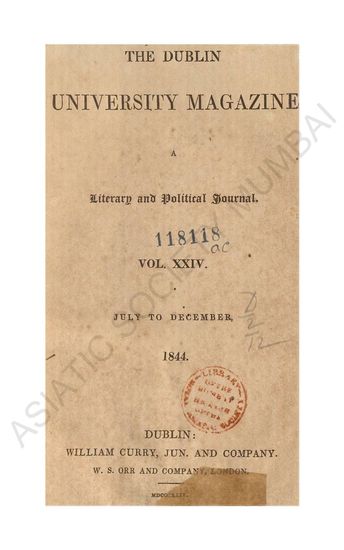 THE DUBLIN
UNIVERSITY MAGAZINE
A
Literary and Political Journal.
118118
VOL. XXIV.
JULY TO DECEMBER,
1844.
LIBRARY
DUBLIN:
WILLIAM CURRY, JUN. AND COMPANY.
W. S. ORR AND COMPANY, LONDON.
ASIATIC SOCIETY MUMBAI